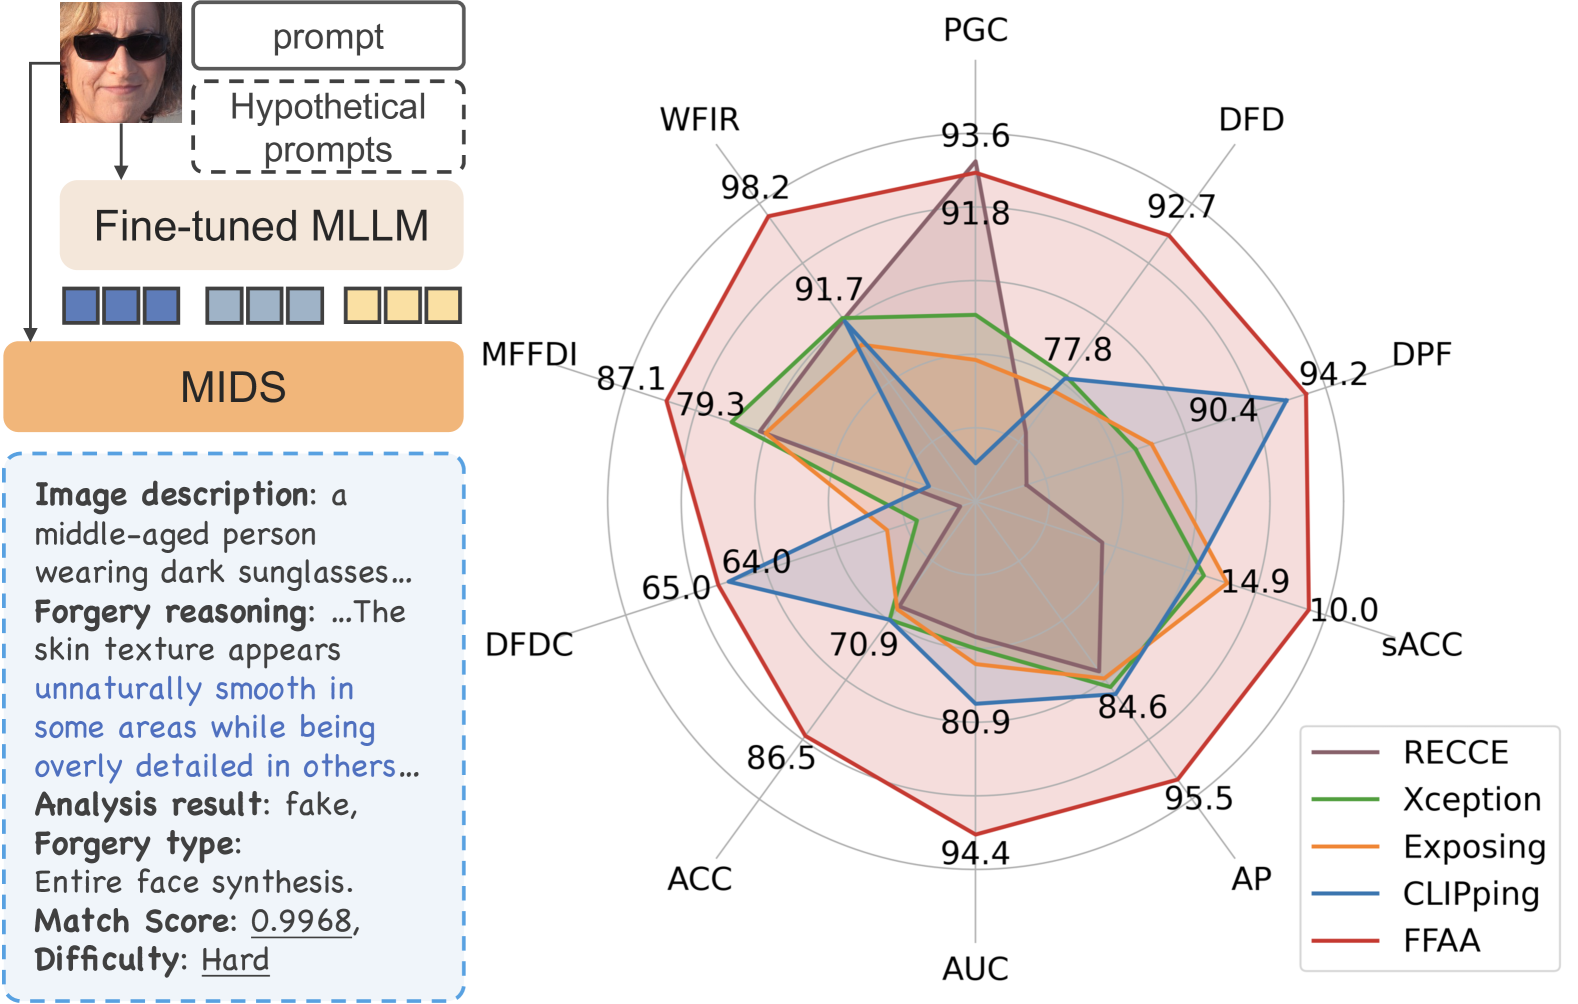 prompt
Hypothetical
prompts
Fine-tuned MLLM
MIDS
Image description: a
middle-aged person
wearing dark sunglasses...
Forgery reasoning: ...The
skin texture appears
unnaturally smooth in
some areas while being
overly detailed in others...
Analysis result: fake,
Forgery type:
Entire face synthesis.
Match Score: 0.9968,
Difficulty: Hard
PGC
93.6
91.8
DFD
92.7
77.8
DPF
94.2
90.4
sACC
14.9
10.0
AP
84.6
95.5
AUC
80.9
94.4
ACC
70.9
86.5
DFDC
64.0
65.0
MFFDI
87.1
79.3
WFIR
98.2
91.7
RECCE
Xception
Exposing
CLIPping
FFAA